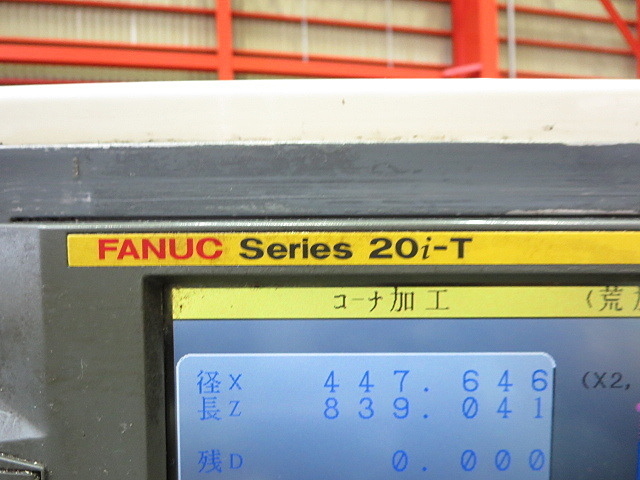 FANUC Series 20i-T
コーナ加工 (荒
径X 447.646 (X2,
長Z 839.041
残D 0.000